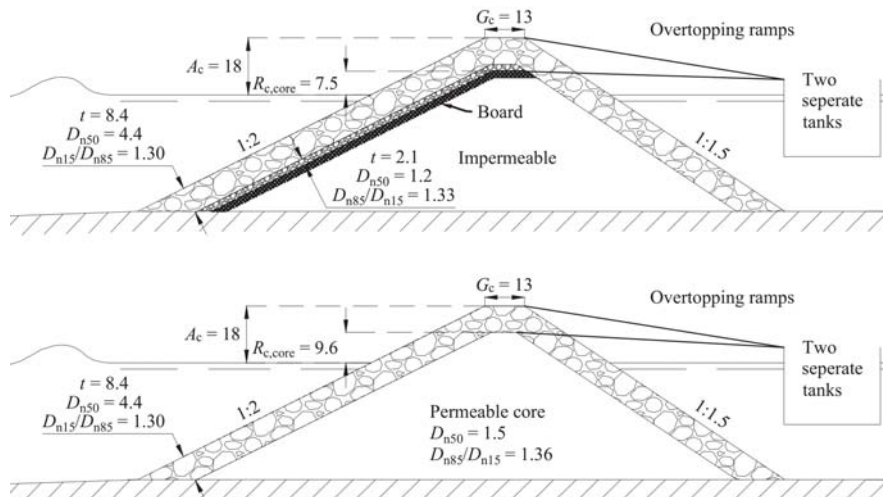 G_c = 13
Overtopping ramps
A_c = 18
R_c,core = 7.5
Two
seperate
tanks
Board
t = 8.4
D_n50 = 4.4
D_n15/D_n85 = 1.30
1:2
t = 2.1
D_n50 = 1.2
D_n85/D_n15 = 1.33
Impermeable
1:1.5
G_c = 13
Overtopping ramps
A_c = 18
R_c,core = 9.6
Two
seperate
tanks
t = 8.4
D_n50 = 4.4
D_n15/D_n85 = 1.30
1:2
Permeable core
D_n50 = 1.5
D_n85/D_n15 = 1.36
1:1.5